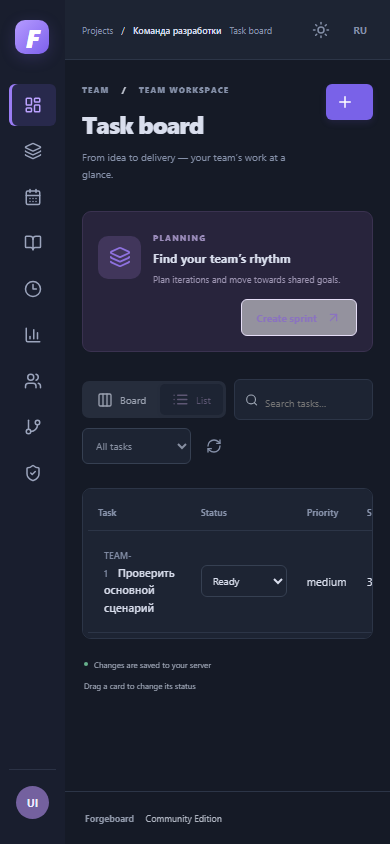 F
Projects / Команда разработки Task board RU
TEAM / TEAM WORKSPACE
Task board
From idea to delivery — your team's work at a
glance.
PLANNING
Find your team's rhythm
Plan iterations and move towards shared goals.
Create sprint
Board List Search tasks...
All tasks
Task Status Priority S
TEAM-
1 Проверить
основной
сценарий
Ready medium 3
Changes are saved to your server
Drag a card to change its status
UI
Forgeboard Community Edition